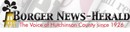 Borger News-Herald
The Voice of Hutchinson County since 1926